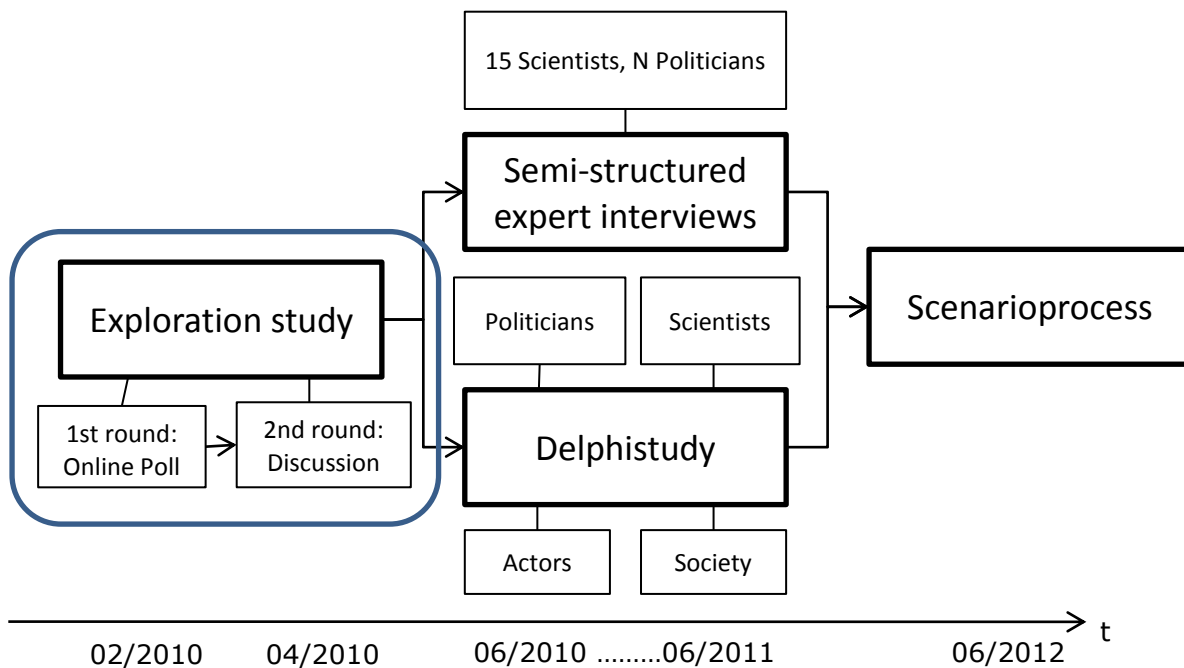 15 Scientists, N Politicians
Semi-structured
expert interviews
Exploration study
1st round:
Online Poll
2nd round:
Discussion
Politicians
Scientists
Delphistudy
Actors
Society
Scenarioprocess
t
02/2010
04/2010
06/2010 .........06/2011
06/2012